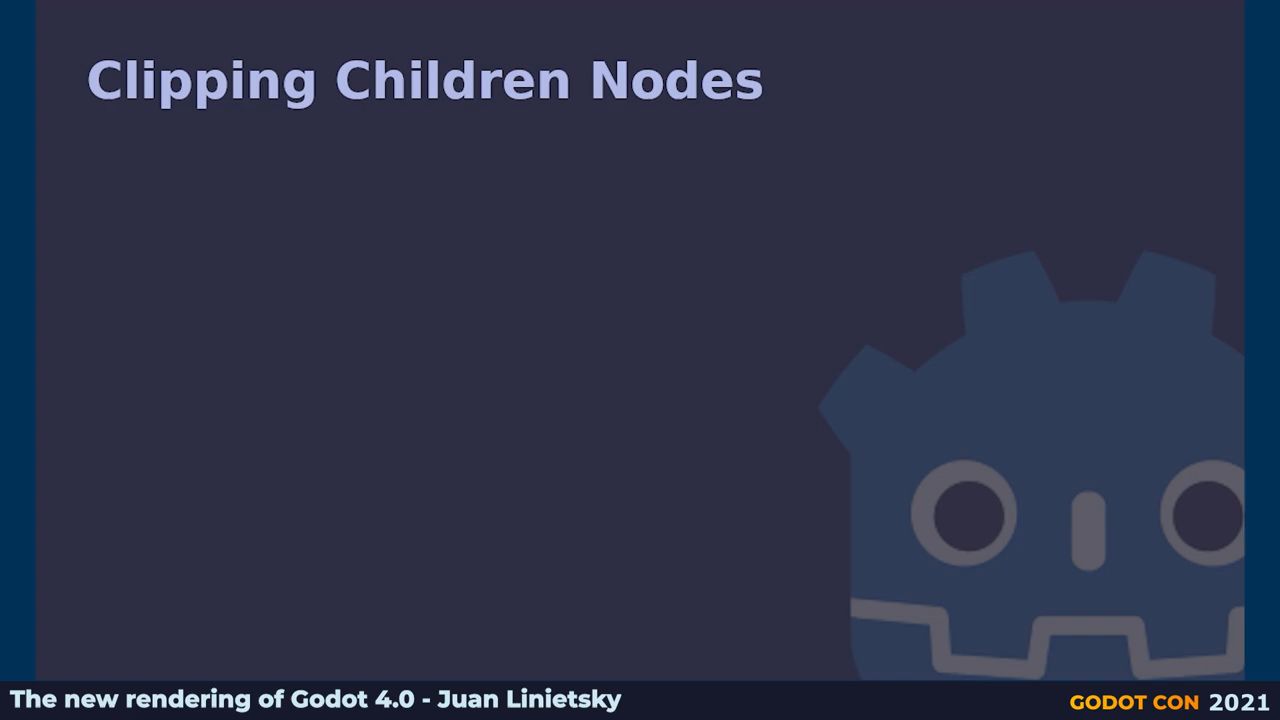 Clipping Children Nodes
The new rendering of Godot 4.0 - Juan Linietsky
GODOT CON 2021